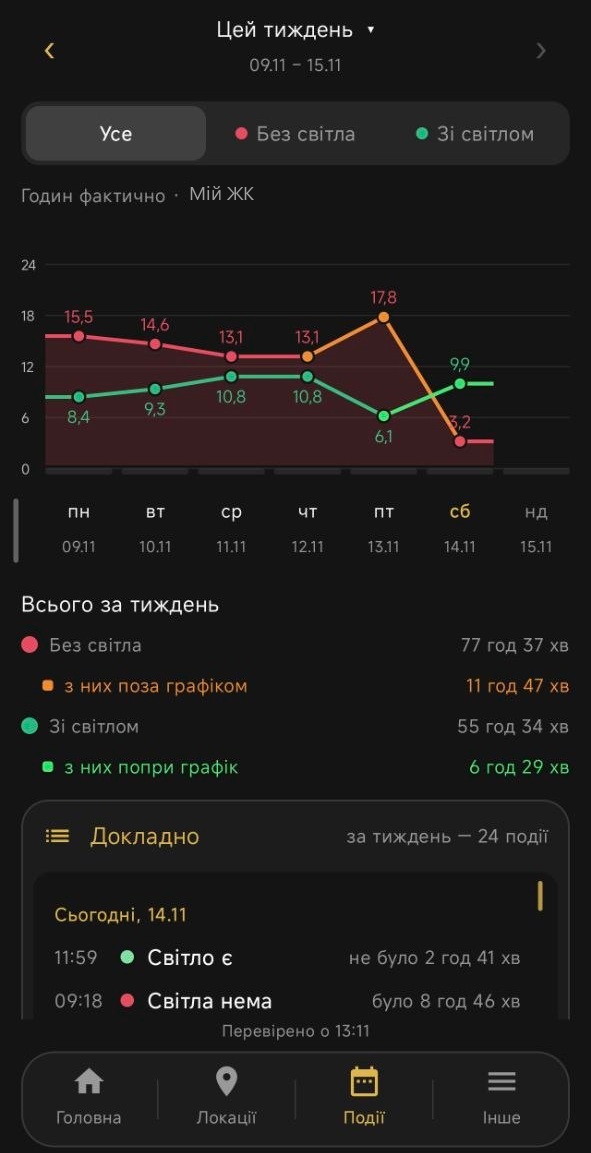 Цей тиждень ▾
09.11 – 15.11
‹ ›
Усе Без світла Зі світлом
Годин фактично · Мій ЖК
24
18
12
6
0
15,5 14,6 13,1 13,1 17,8 3,2
8,4 9,3 10,8 10,8 6,1 9,9
пн вт ср чт пт сб нд
09.11 10.11 11.11 12.11 13.11 14.11 15.11
Всього за тиждень
Без світла 77 год 37 хв
з них поза графіком 11 год 47 хв
Зі світлом 55 год 34 хв
з них попри графік 6 год 29 хв
Докладно за тиждень — 24 події
Сьогодні, 14.11
11:59 Світло є не було 2 год 41 хв
09:18 Світла нема було 8 год 46 хв
Перевірено о 13:11
Головна Локації Події Інше